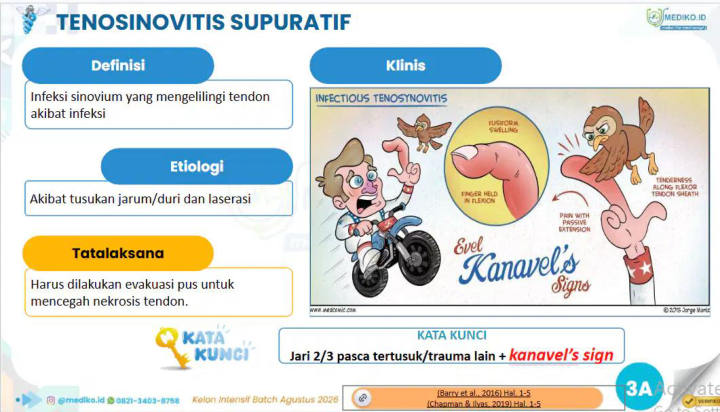 TENOSINOVITIS SUPURATIF
MEDIKO.ID
Definisi
Infeksi sinovium yang mengelilingi tendon
akibat infeksi
Etiologi
Akibat tusukan jarum/duri dan laserasi
Tatalaksana
Harus dilakukan evakuasi pus untuk
mencegah nekrosis tendon.
Klinis
INFECTIOUS TENOSYNOVITIS
FUSIFORM
SWELLING
FINGER HELD
IN FLEXION
TENDERNESS
ALONG FLEXOR
TENDON SHEATH
PAIN WITH
PASSIVE
EXTENSION
Evel
Kanavel's
Signs
www.medcomic.com
© 2015 Jorge Muniz
KATA
KUNCI
KATA KUNCI
Jari 2/3 pasca tertusuk/trauma lain + kanavel's sign
@mediko.id
0821-3403-8758
Kelon Intensif Batch Agustus 2026
(Barry et al., 2016) Hal. 1-5
(Chapman & Ilyas, 2019) Hal. 1-5
3A